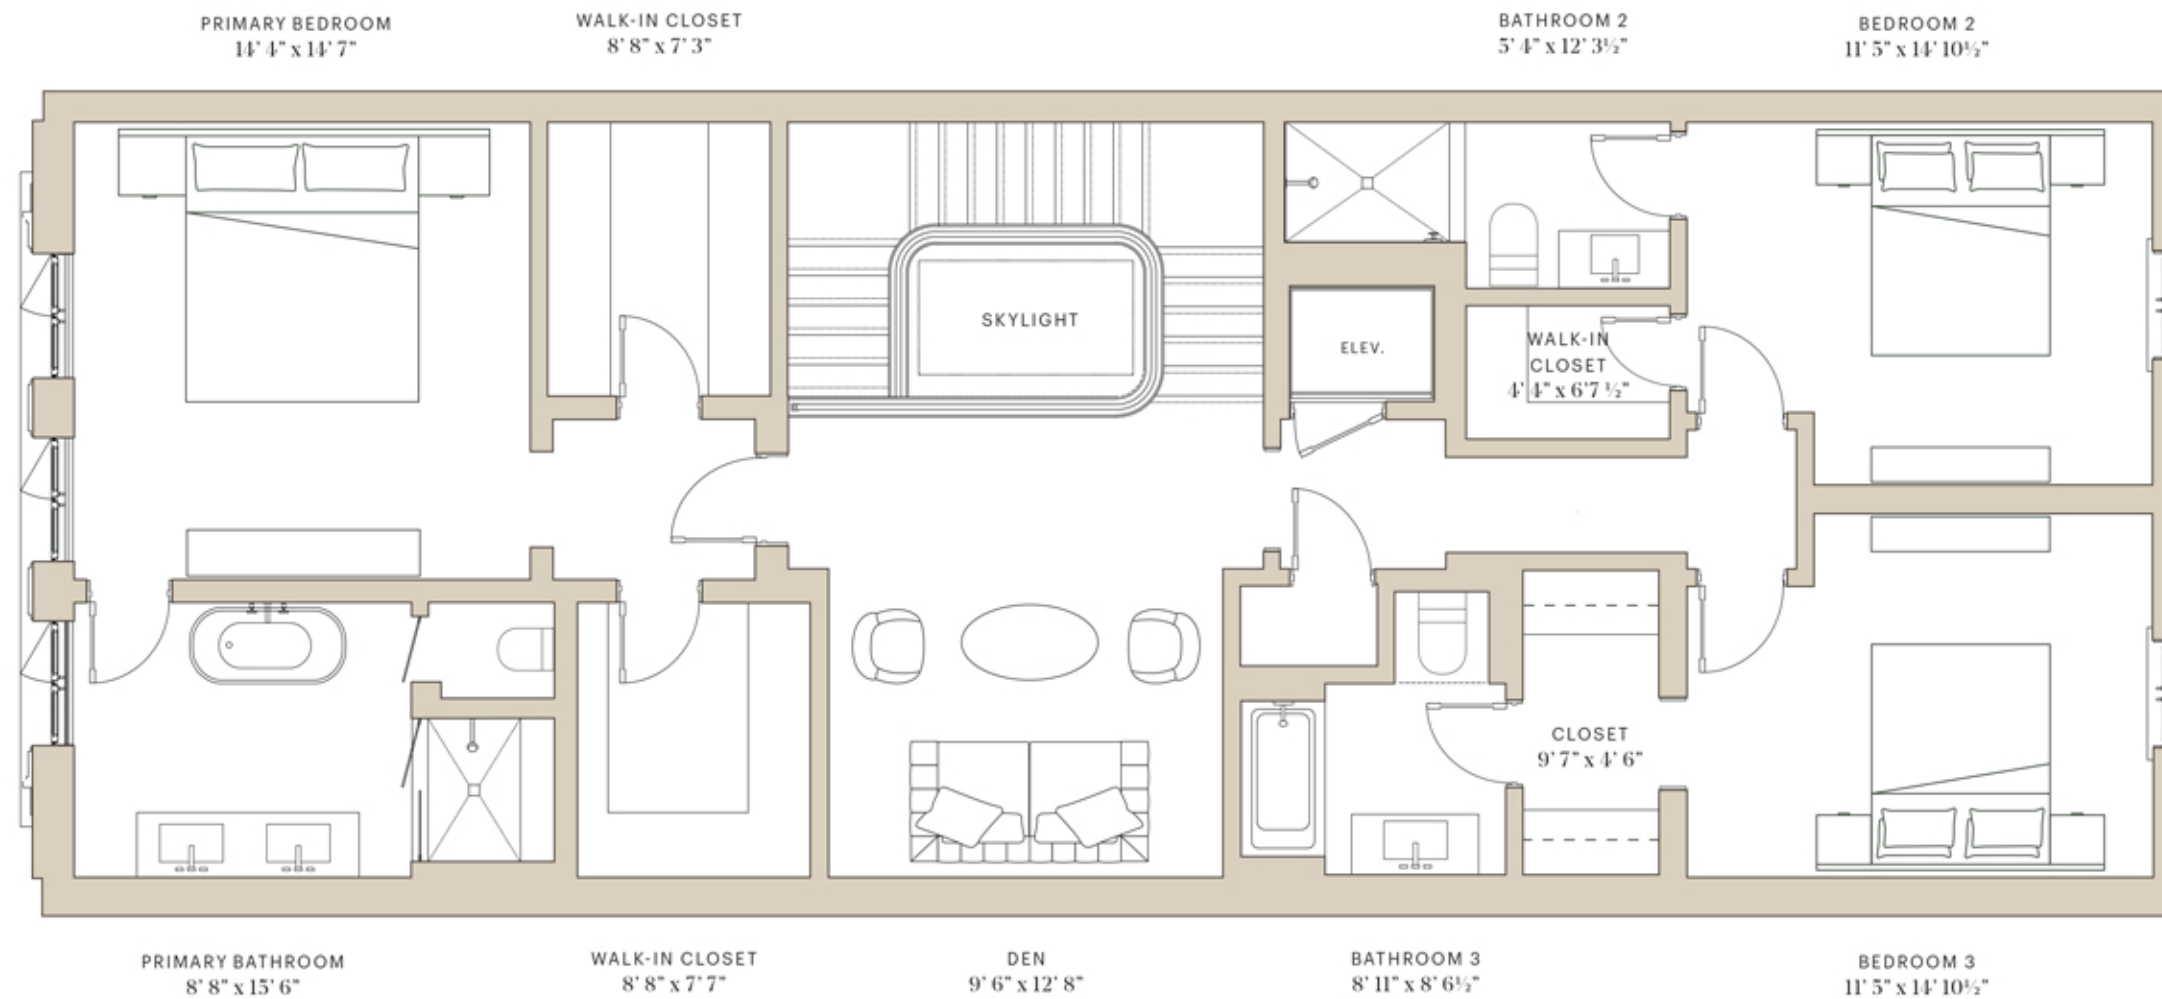 PRIMARY BEDROOM
14' 4” x 14' 7”
WALK-IN CLOSET
8' 8” x 7' 3”
BATHROOM 2
5' 4” x 12' 3½”
BEDROOM 2
11' 5” x 14' 10½”
SKYLIGHT
ELEV.
WALK-IN
CLOSET
4' 4” x 6'7 ½”
CLOSET
9' 7” x 4' 6”
PRIMARY BATHROOM
8' 8” x 15' 6”
WALK-IN CLOSET
8' 8” x 7' 7”
DEN
9' 6” x 12' 8”
BATHROOM 3
8' 11” x 8' 6½”
BEDROOM 3
11' 5” x 14' 10½”